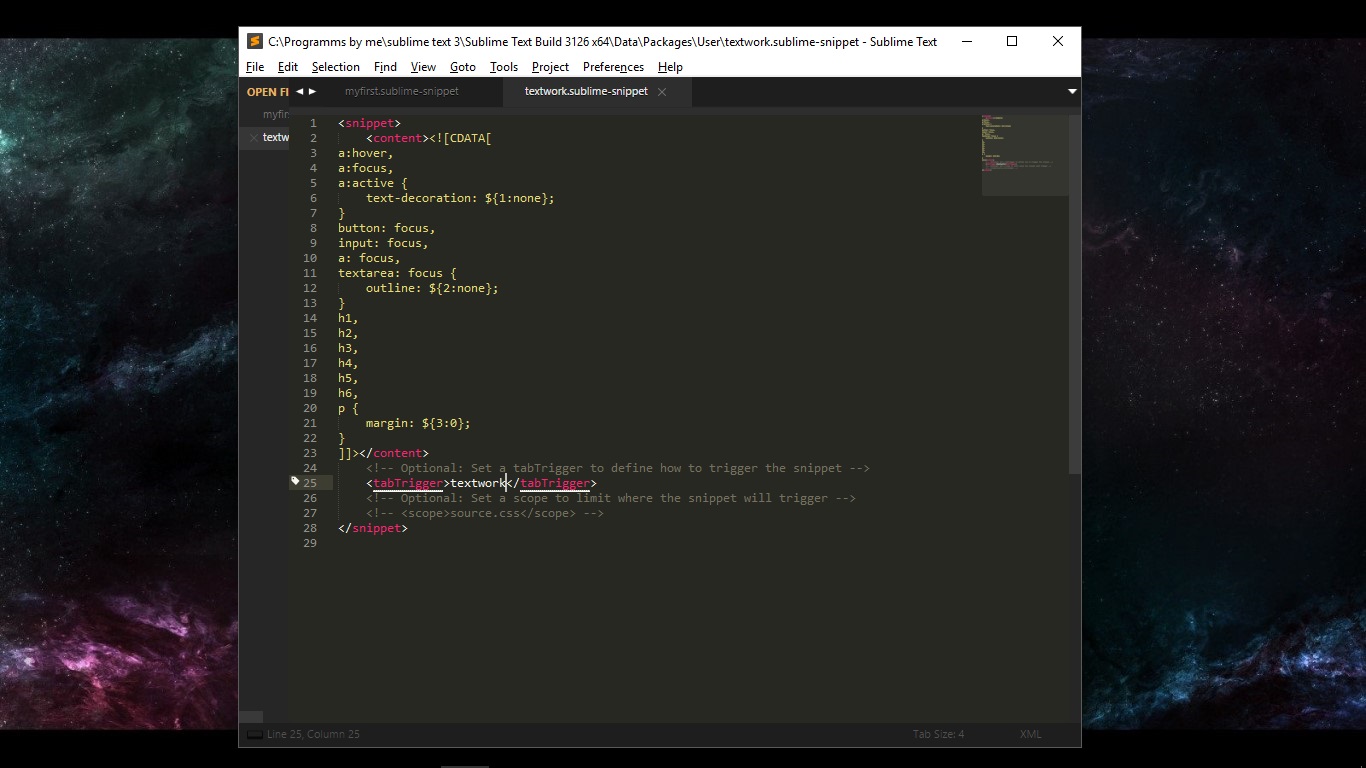 C:\Programms by me\sublime text 3\Sublime Text Build 3126 x64\Data\Packages\User\textwork.sublime-snippet - Sublime Text
File Edit Selection Find View Goto Tools Project Preferences Help
OPEN FI
myfirst.sublime-snippet
textwork.sublime-snippet
myfir
textw
1 <snippet>
2     <content><![CDATA[
3 a:hover,
4 a:focus,
5 a:active {
6     text-decoration: ${1:none};
7 }
8 button: focus,
9 input: focus,
10 a: focus,
11 textarea: focus {
12     outline: ${2:none};
13 }
14 h1,
15 h2,
16 h3,
17 h4,
18 h5,
19 h6,
20 p {
21     margin: ${3:0};
22 }
23 ]]></content>
24     <!-- Optional: Set a tabTrigger to define how to trigger the snippet -->
25     <tabTrigger>textwork</tabTrigger>
26     <!-- Optional: Set a scope to limit where the snippet will trigger -->
27     <!-- <scope>source.css</scope> -->
28 </snippet>
29
Line 25, Column 25
Tab Size: 4
XML